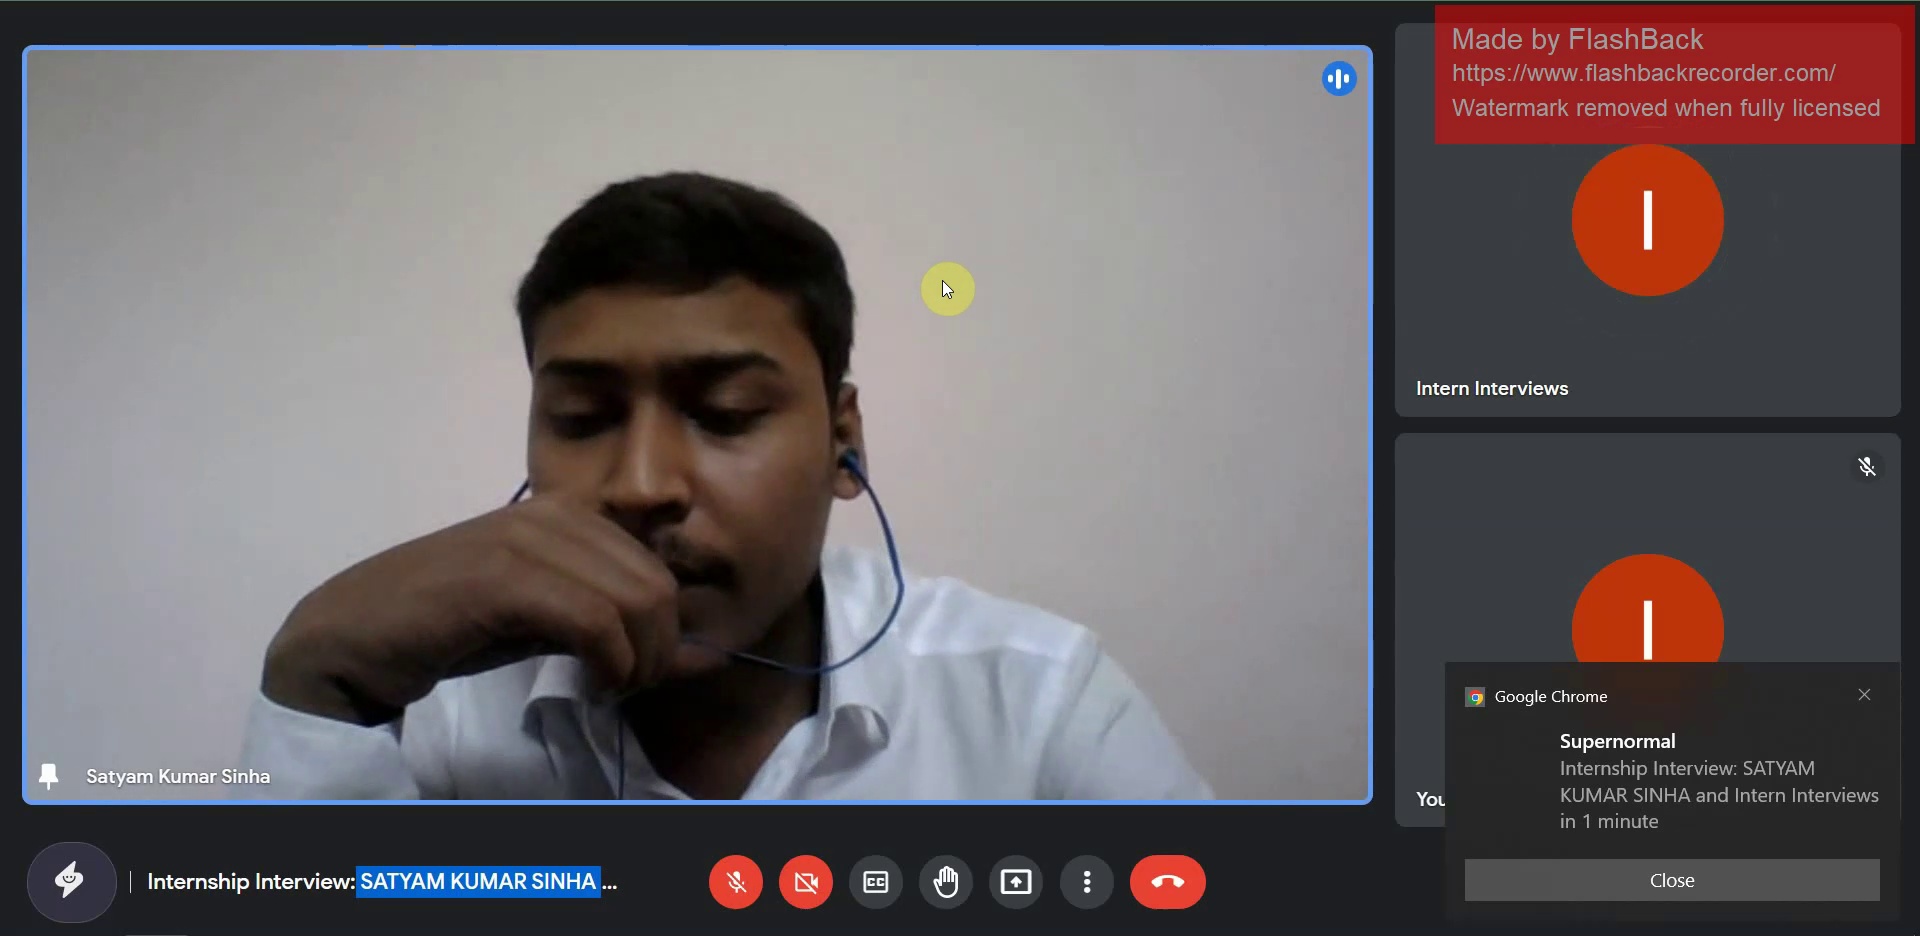 Made by FlashBack
https://www.flashbackrecorder.com/
Watermark removed when fully licensed
I
Intern Interviews
I
You
Google Chrome
Supernormal
Internship Interview: SATYAM
KUMAR SINHA and Intern Interviews
in 1 minute
Close
Satyam Kumar Sinha
Internship Interview: SATYAM KUMAR SINHA ...
CC